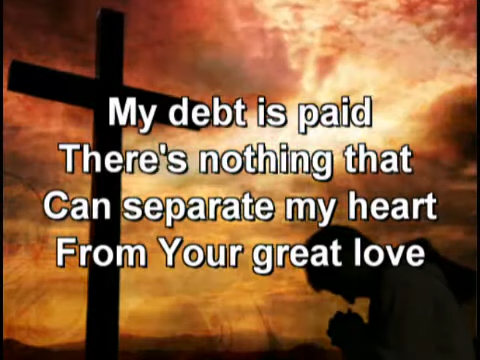 My debt is paid
There's nothing that
Can separate my heart
From Your great love